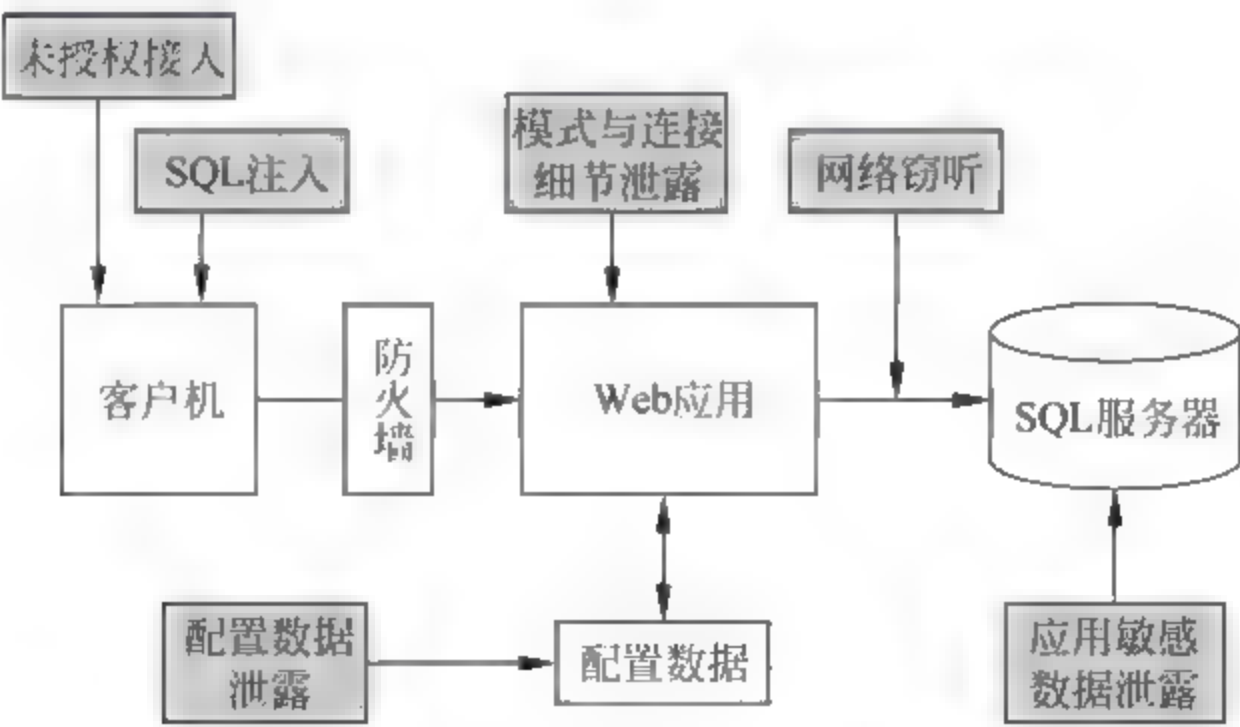 未授权接入
SQL注入
模式与连接
细节泄露
网络窃听
客户机
防
火
墙
Web应用
SQL服务器
配置数据
泄露
配置数据
应用敏感
数据泄露